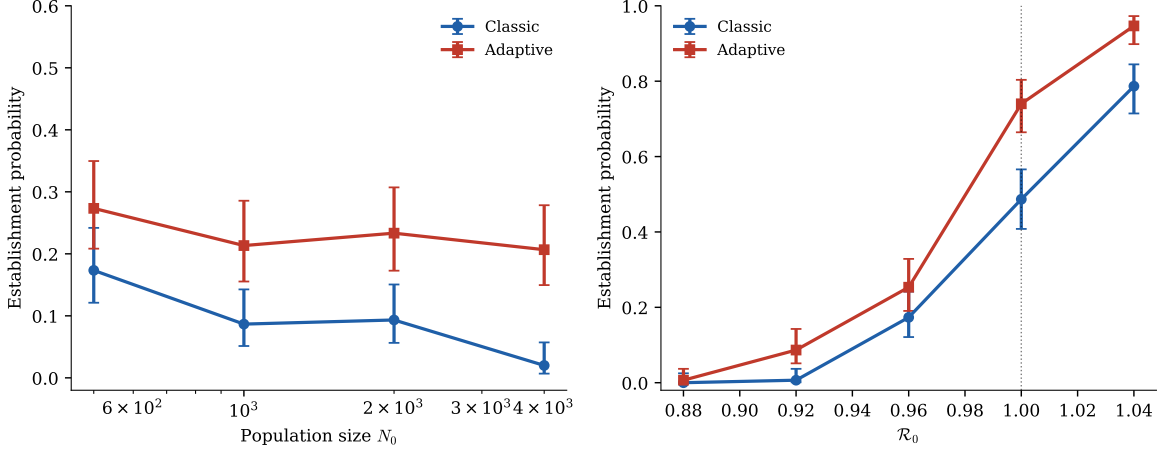 Establishment probability
0.6
0.5
0.4
0.3
0.2
0.1
0.0
Classic
Adaptive
6 × 10²
10³
2 × 10³
3 × 10³
4 × 10³
Population size N₀
Establishment probability
1.0
0.8
0.6
0.4
0.2
0.0
Classic
Adaptive
0.88
0.90
0.92
0.94
0.96
0.98
1.00
1.02
1.04
ℛ₀